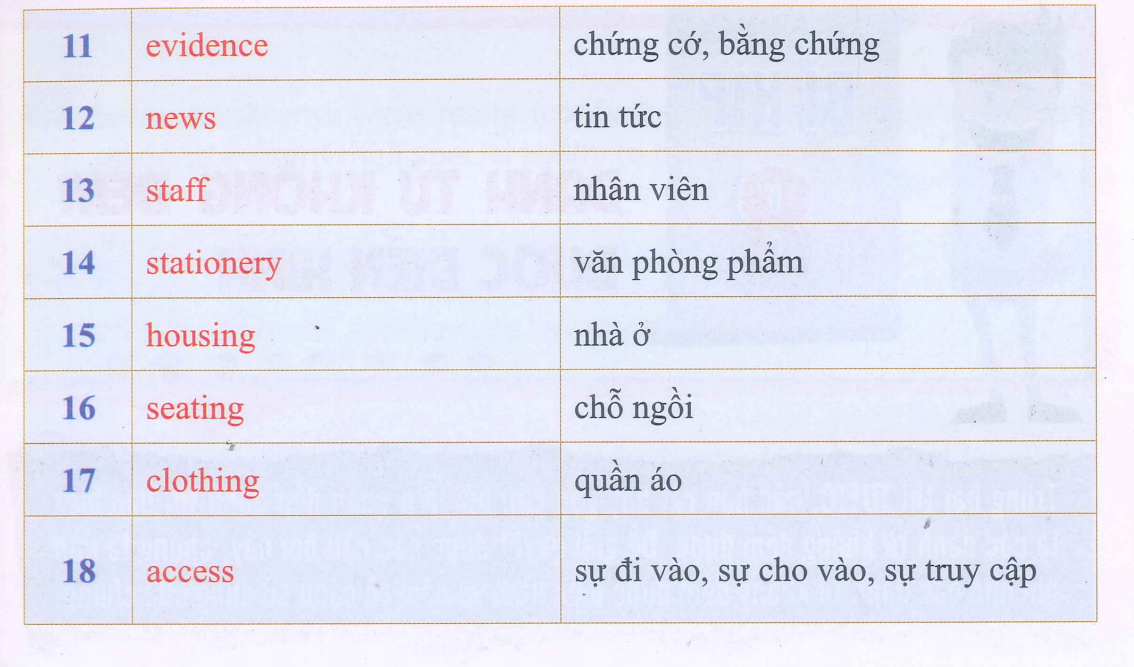 11 evidence chứng cớ, bằng chứng
12 news tin tức
13 staff nhân viên
14 stationery văn phòng phẩm
15 housing nhà ở
16 seating chỗ ngồi
17 clothing quần áo
18 access sự đi vào, sự cho vào, sự truy cập